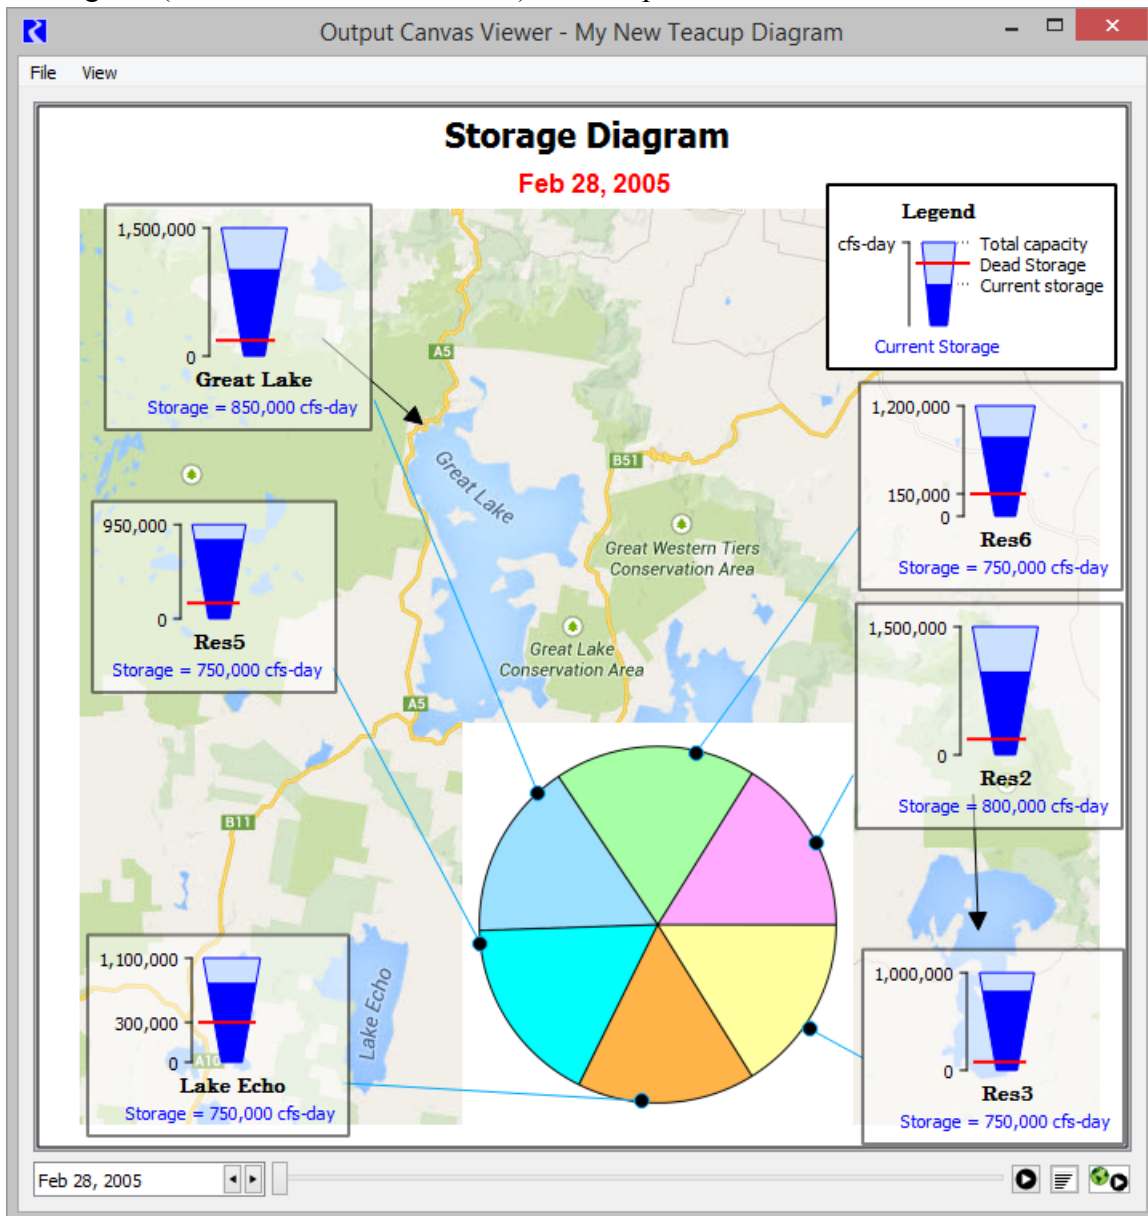 Output Canvas Viewer - My New Teacup Diagram
File View
Storage Diagram
Feb 28, 2005
Legend
cfs-day
Total capacity
Dead Storage
Current storage
Current Storage
1,500,000
0
Great Lake
Storage = 850,000 cfs-day
A5
Great Lake
B51
1,200,000
150,000
0
Res6
Storage = 750,000 cfs-day
950,000
0
Res5
Storage = 750,000 cfs-day
Great Western Tiers
Conservation Area
Great Lake
Conservation Area
A5
1,500,000
0
Res2
Storage = 800,000 cfs-day
B11
1,100,000
300,000
0
A10
Lake Echo
Storage = 750,000 cfs-day
Lake Echo
1,000,000
0
Res3
Storage = 750,000 cfs-day
Feb 28, 2005